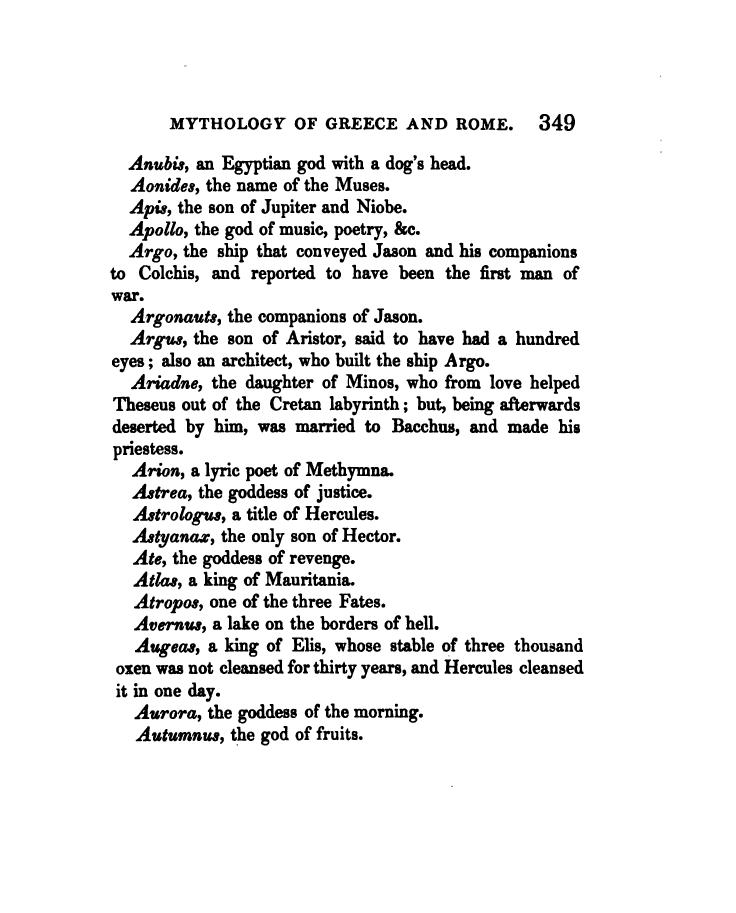 MYTHOLOGY OF GREECE AND ROME. 349
Anubis, an Egyptian god with a dog's head.
Aonides, the name of the Muses.
Apis, the son of Jupiter and Niobe.
Apollo, the god of music, poetry, &c.
Argo, the ship that conveyed Jason and his companions
to Colchis, and reported to have been the first man of
war.
Argonauts, the companions of Jason.
Argus, the son of Aristor, said to have had a hundred
eyes; also an architect, who built the ship Argo.
Ariadne, the daughter of Minos, who from love helped
Theseus out of the Cretan labyrinth; but, being afterwards
deserted by him, was married to Bacchus, and made his
priestess.
Arion, a lyric poet of Methymna.
Astrea, the goddess of justice.
Astrologus, a title of Hercules.
Astyanax, the only son of Hector.
Ate, the goddess of revenge.
Atlas, a king of Mauritania.
Atropos, one of the three Fates.
Avernus, a lake on the borders of hell.
Augeas, a king of Elis, whose stable of three thousand
oxen was not cleansed for thirty years, and Hercules cleansed
it in one day.
Aurora, the goddess of the morning.
Autumnus, the god of fruits.